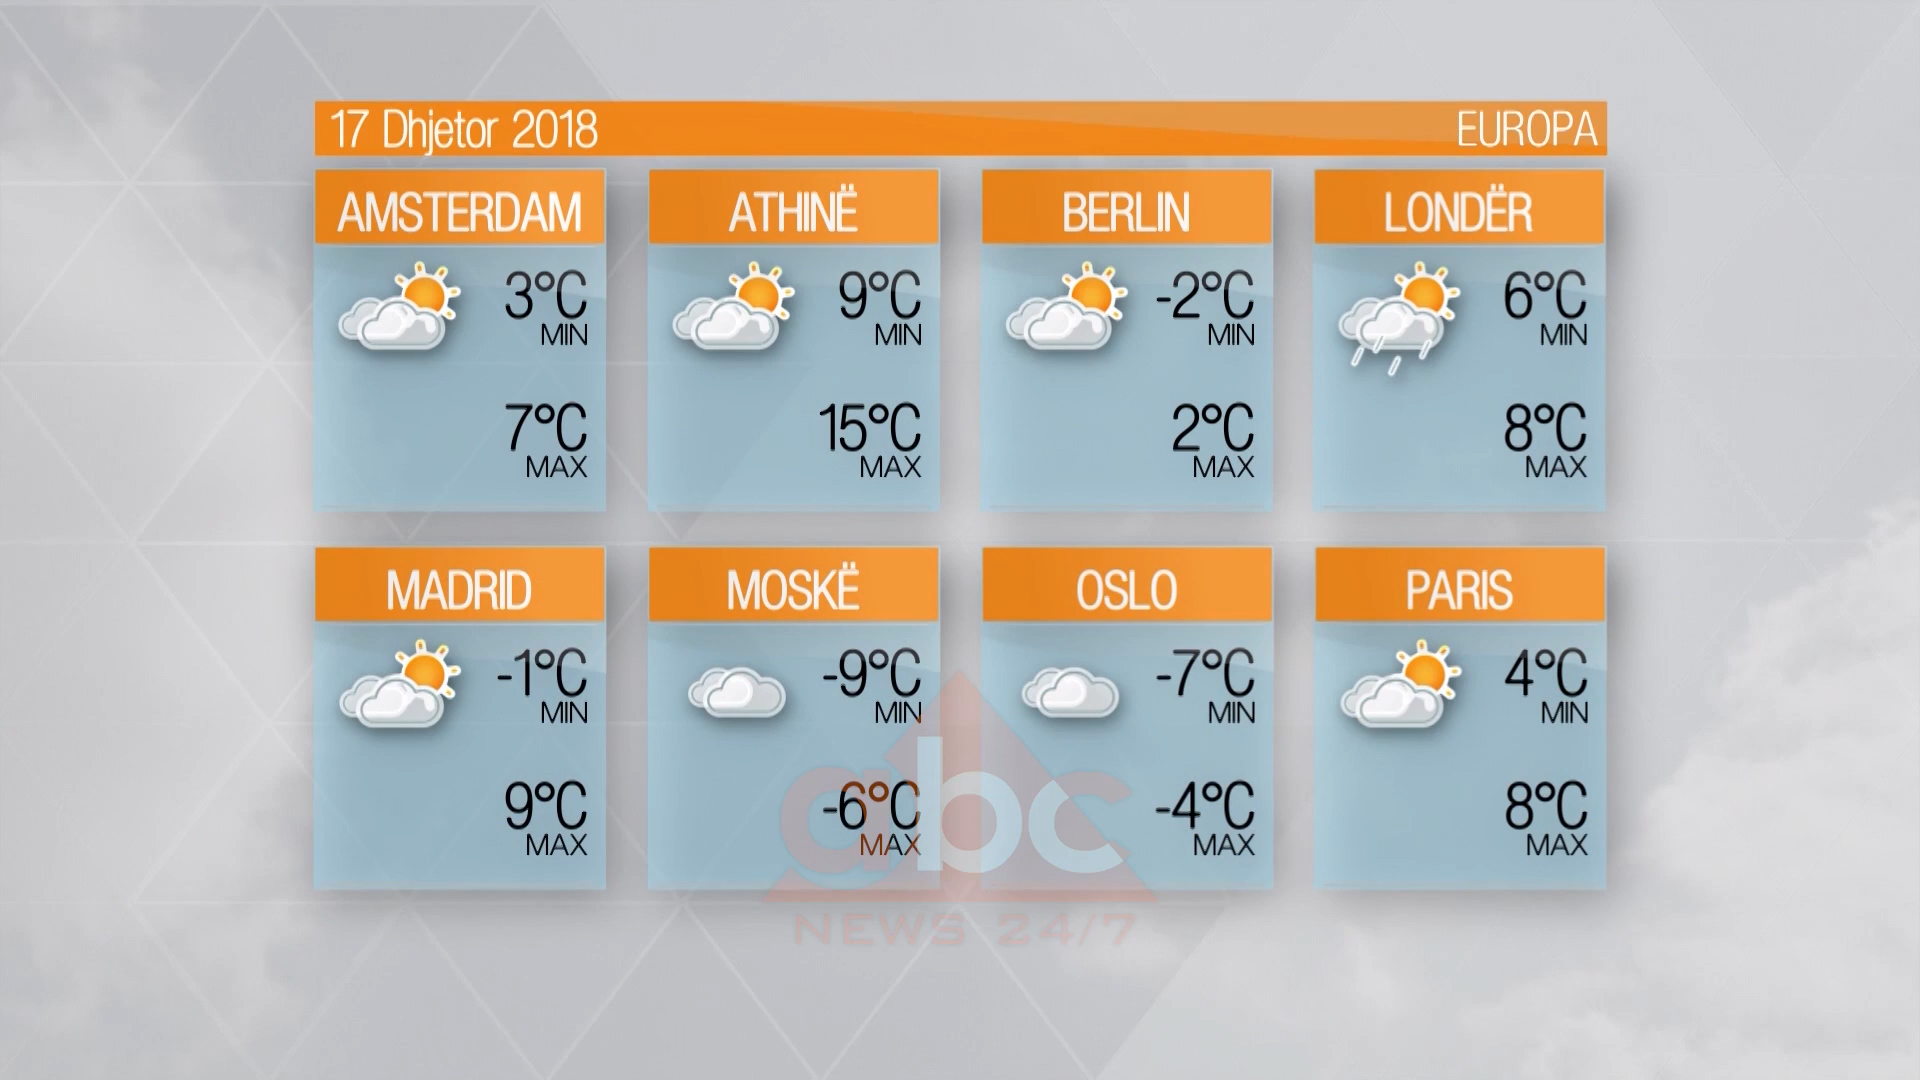 17 Dhjetor 2018 EUROPA
AMSTERDAM
3°C
MIN
7°C
MAX
ATHINË
9°C
MIN
15°C
MAX
BERLIN
-2°C
MIN
2°C
MAX
LONDËR
6°C
MIN
8°C
MAX
MADRID
-1°C
MIN
9°C
MAX
MOSKË
-9°C
MIN
-6°C
MAX
OSLO
-7°C
MIN
-4°C
MAX
PARIS
4°C
MIN
8°C
MAX
abc
NEWS 24/7